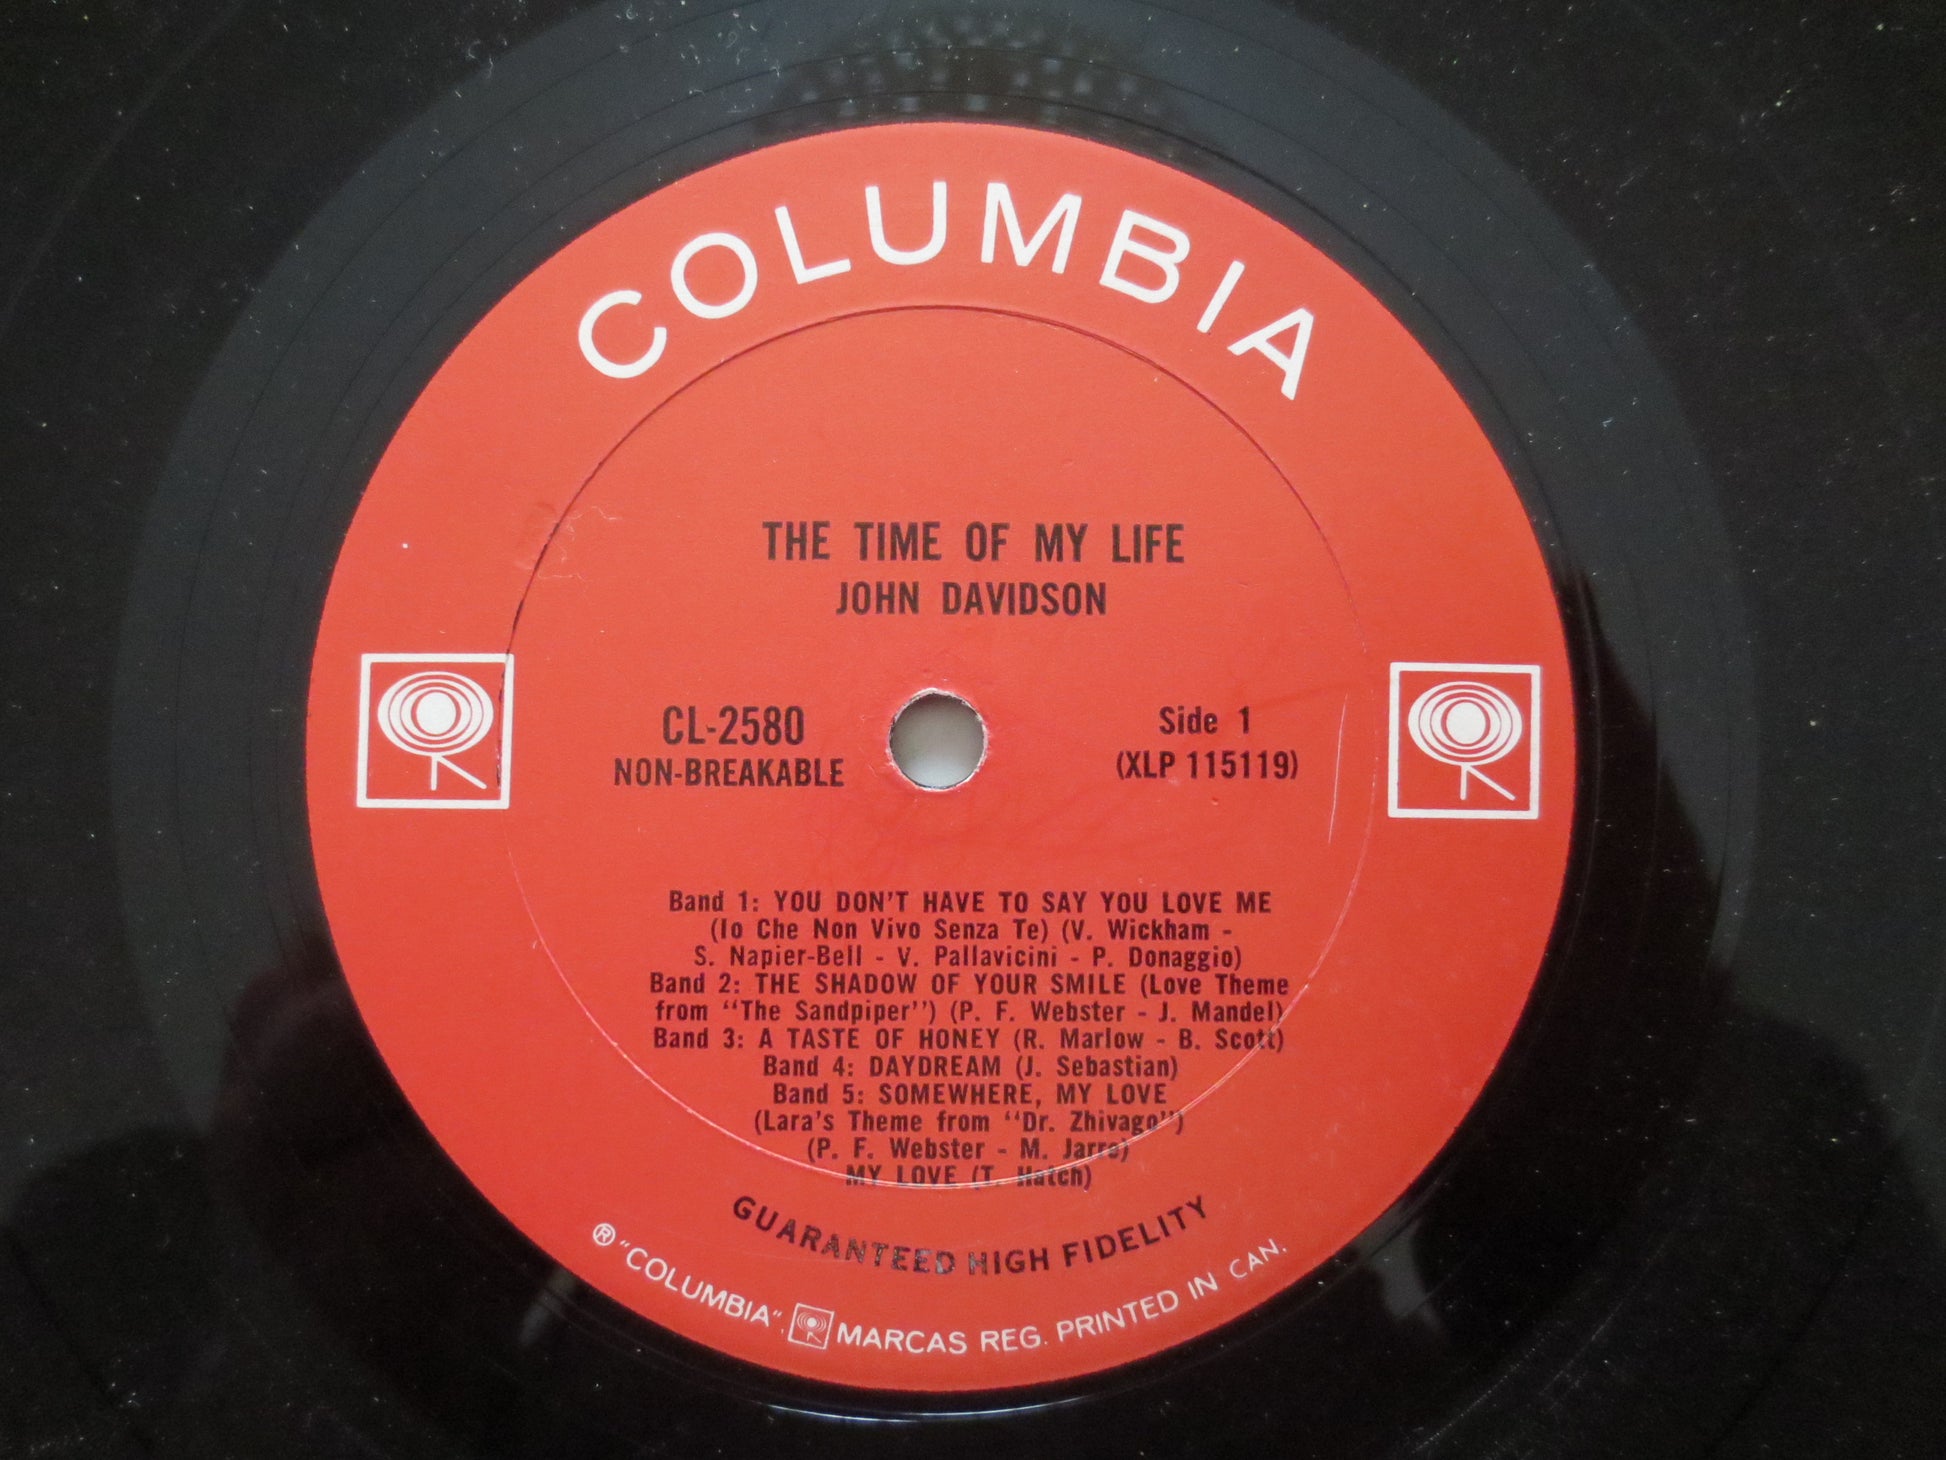 COLUMBIA
THE TIME OF MY LIFE
JOHN DAVIDSON
CL-2580
NON-BREAKABLE
Side 1
(XLP 115119)
Band 1: YOU DON'T HAVE TO SAY YOU LOVE ME
(Io Che Non Vivo Senza Te) (V. Wickham -
S. Napier-Bell - V. Pallavicini - P. Donaggio)
Band 2: THE SHADOW OF YOUR SMILE (Love Theme
from "The Sandpiper") (P. F. Webster - J. Mandel)
Band 3: A TASTE OF HONEY (R. Marlow - B. Scott)
Band 4: DAYDREAM (J. Sebastian)
Band 5: SOMEWHERE, MY LOVE
(Lara's Theme from "Dr. Zhivago")
(P. F. Webster - M. Jarre)
MY LOVE (T. Hatch)
GUARANTEED HIGH FIDELITY
® "COLUMBIA", MARCAS REG. PRINTED IN CAN.